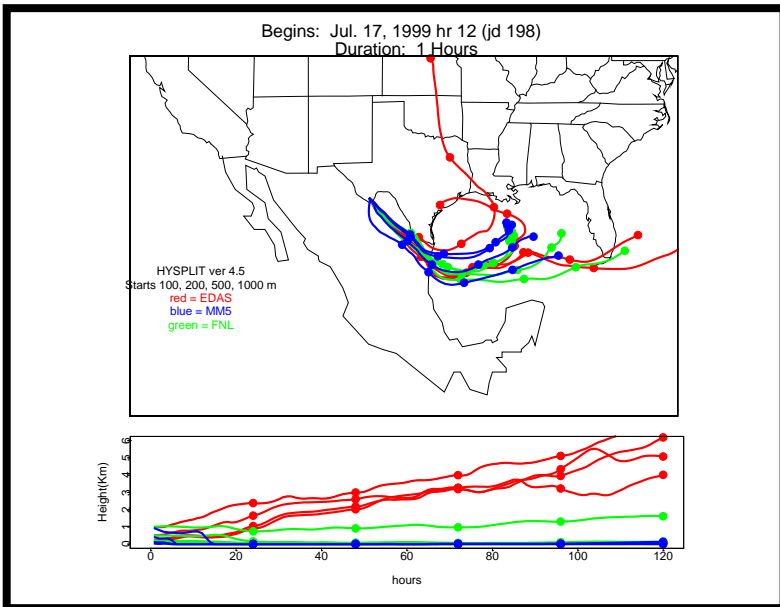 Begins: Jul. 17, 1999 hr 12 (jd 198)
Duration: 1 Hours
HYSPLIT ver 4.5
Starts 100, 200, 500, 1000 m
red = EDAS
blue = MM5
green = FNL
Height(Km)
6
5
4
3
2
1
0
0 20 40 60 80 100 120
hours